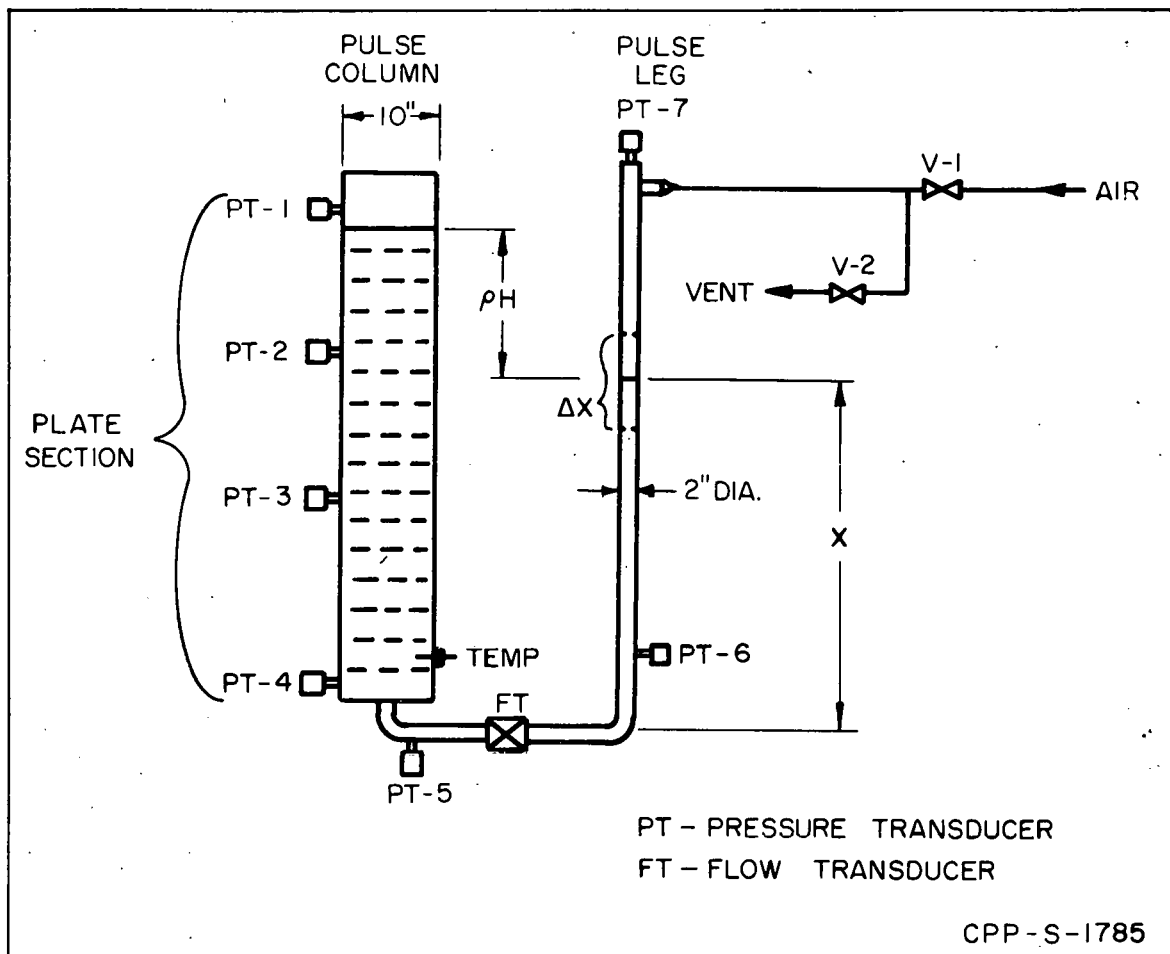 PULSE
COLUMN
10"
PULSE
LEG
PT-7
V-1
AIR
PT-1
V-2
VENT
ρH
PT-2
ΔX
PLATE
SECTION
PT-3
2" DIA.
X
TEMP
PT-6
PT-4
FT
PT-5
PT - PRESSURE TRANSDUCER
FT - FLOW TRANSDUCER
CPP-S-1785